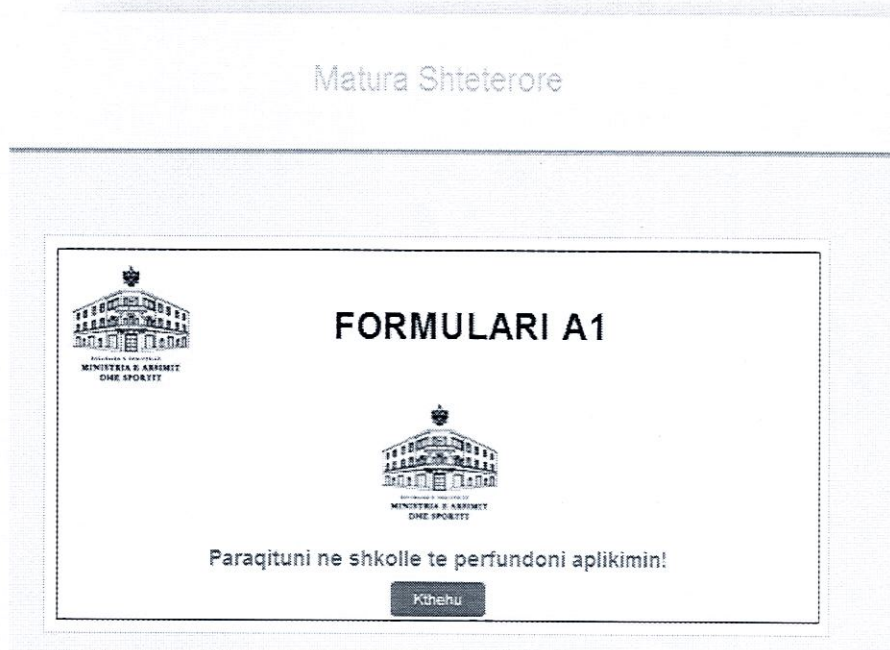 Matura Shteterore
FORMULARI A1
MINISTRIA E ARSIMIT
DHE SPORTIT
MINISTRIA E ARSIMIT
DHE SPORTIT
Paraqituni ne shkolle te perfundoni aplikimin!
Kthehu